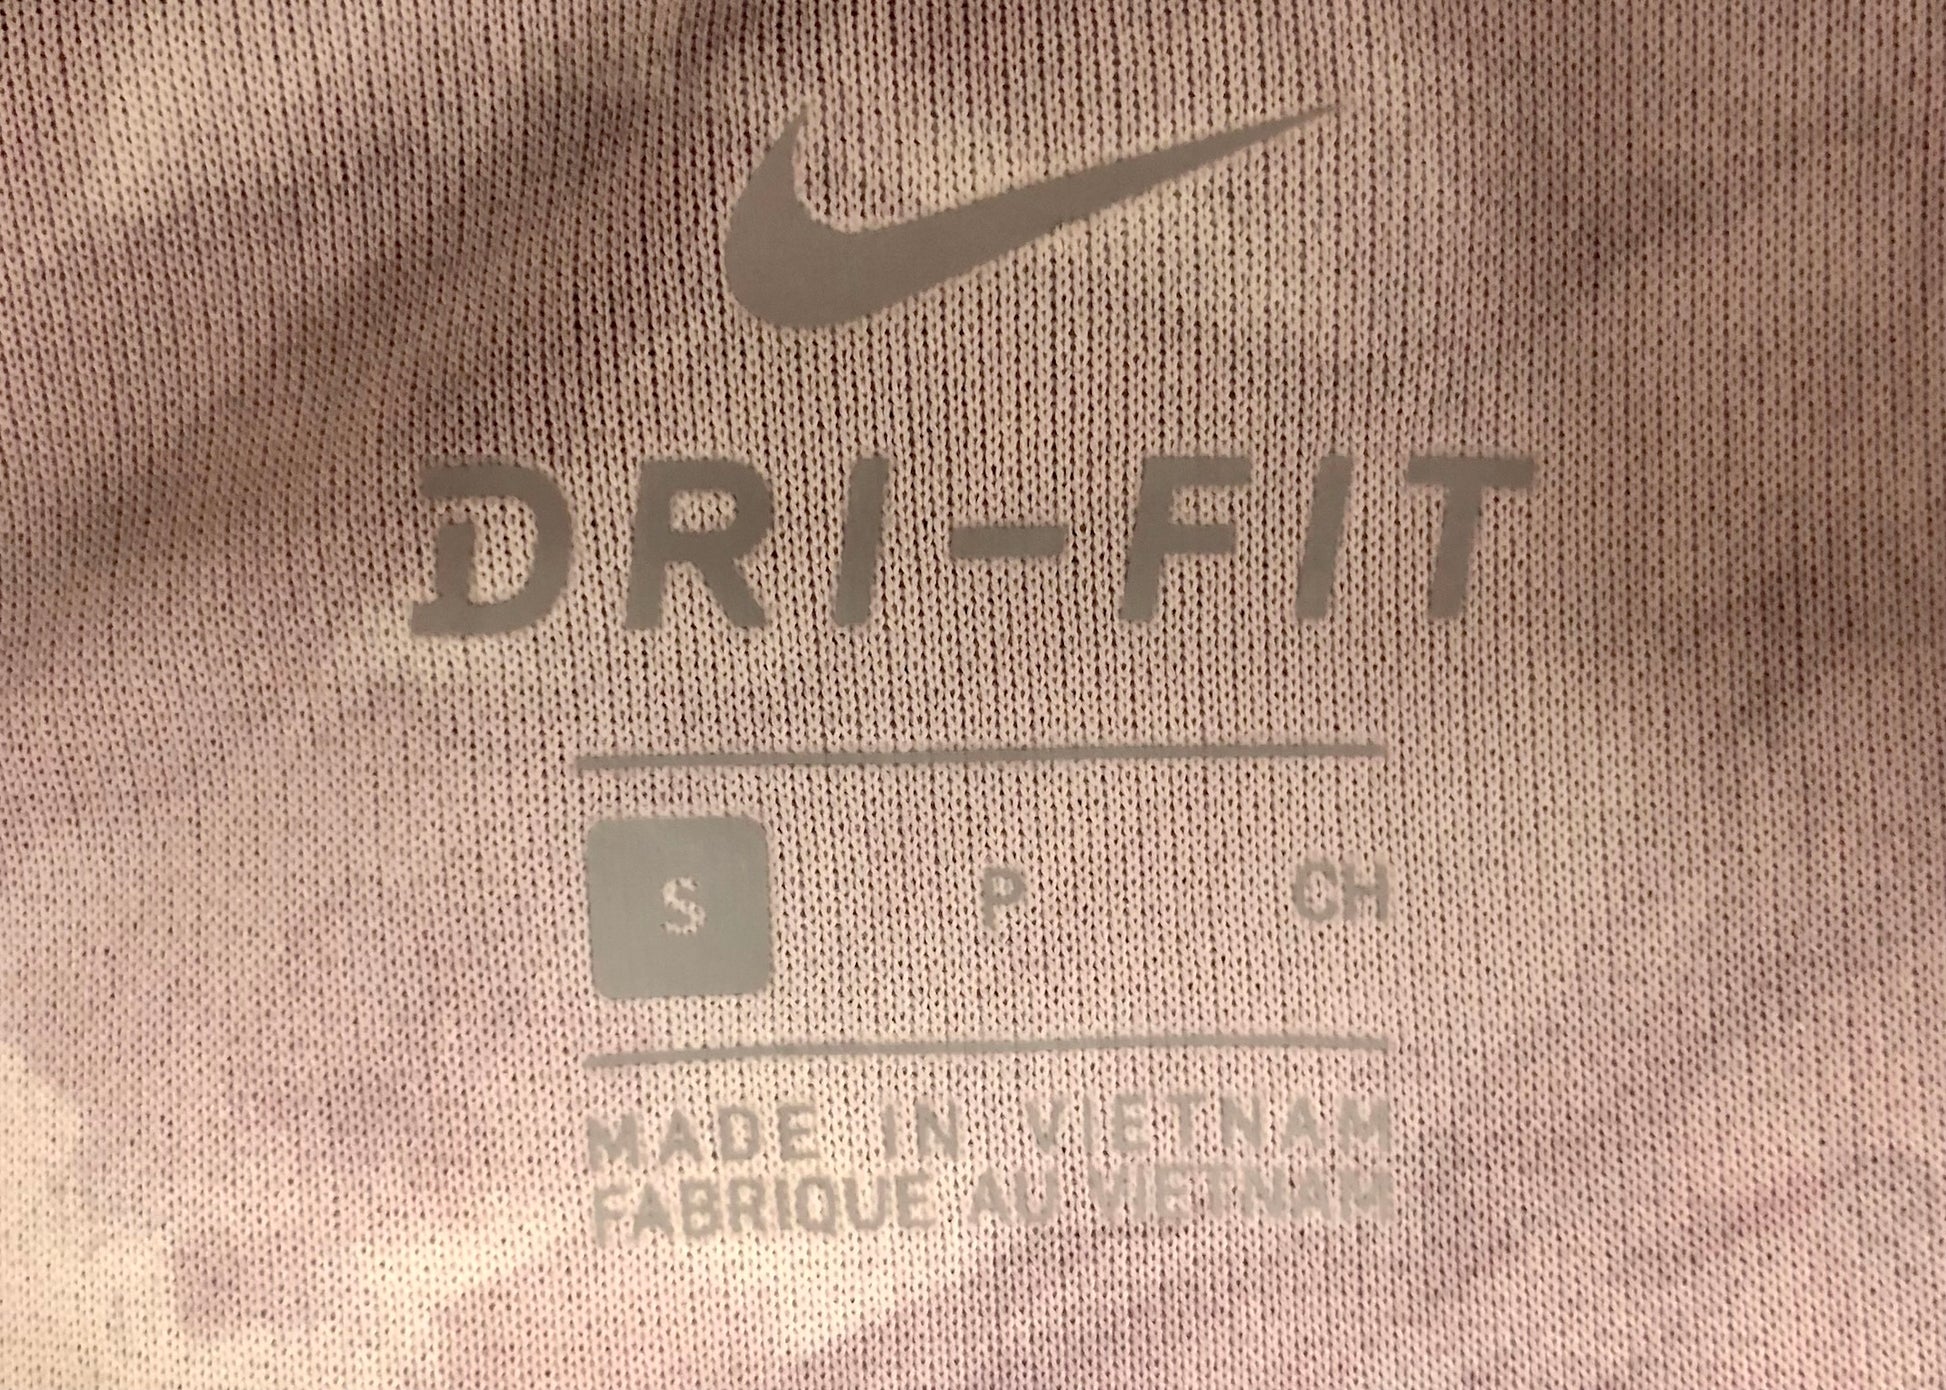 DRI-FIT
S P CH
MADE IN VIETNAM
FABRIQUE AU VIETNAM